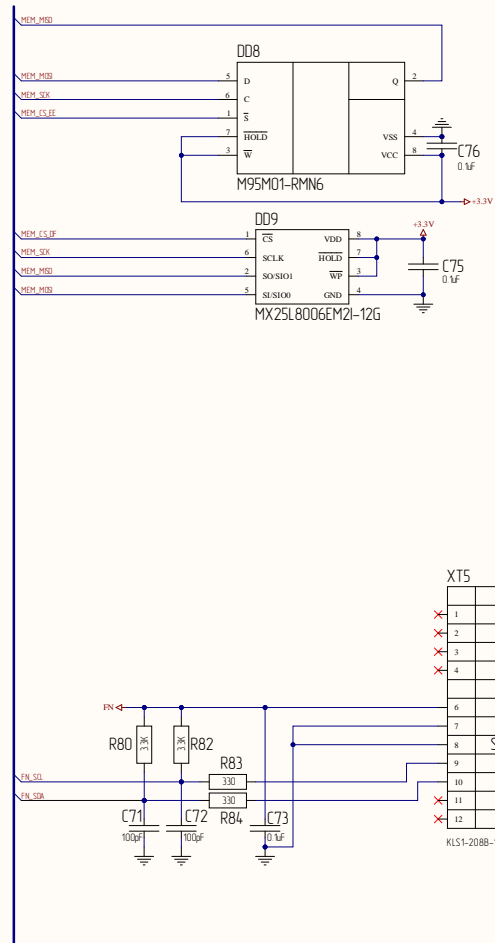 MEM_MISO
DD8
MEM_MOSI
5
D
Q
2
MEM_SCK
6
C
MEM_CS_EE
1
S
7
HOLD
VSS
4
3
W
VCC
8
C76
0.1uF
M95M01-RMN6
+3.3V
DD9
+3.3V
MEM_CS_DF
1
CS
VDD
8
MEM_SCK
6
SCLK
HOLD
7
C75
0.1uF
MEM_MISO
2
SO/SIO1
WP
3
MEM_MOSI
5
SI/SIO0
GND
4
MX25L8006EM2I-12G
XT5
1
2
3
4
FN
6
7
R80
3.3K
3.3K
R82
8
S
R83
9
FN_SCL
330
10
FN_SDA
330
11
C71
100pF
C72
100pF
R84
C73
0.1uF
12
KLS1-208B-